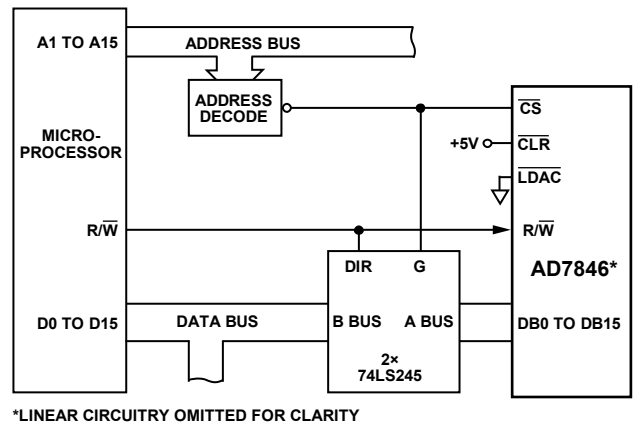 A1 TO A15
ADDRESS BUS
ADDRESS
DECODE
MICRO-
PROCESSOR
CS̅
+5V
CLR̅
LDAC̅
R/W̅
R/W̅
DIR
G
AD7846*
D0 TO D15
DATA BUS
B BUS
A BUS
DB0 TO DB15
2×
74LS245
*LINEAR CIRCUITRY OMITTED FOR CLARITY